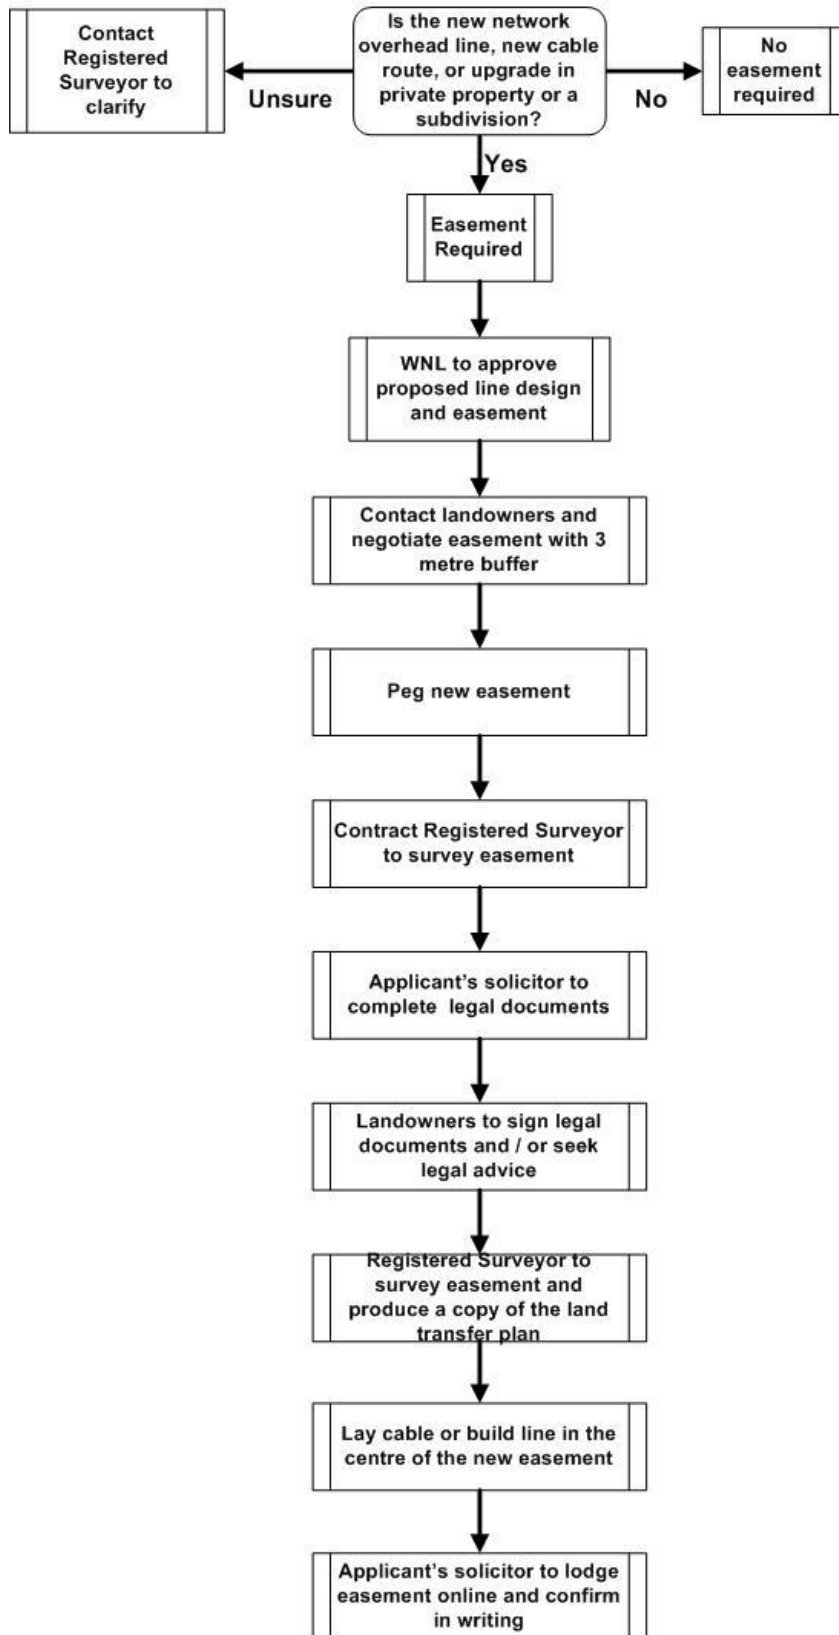 Contact
Registered
Surveyor to
clarify
Unsure
Is the new network
overhead line, new cable
route, or upgrade in
private property or a
subdivision?
No
No
easement
required
Yes
Easement
Required
WNL to approve
proposed line design
and easement
Contact landowners and
negotiate easement with 3
metre buffer
Peg new easement
Contract Registered Surveyor
to survey easement
Applicant’s solicitor to
complete legal documents
Landowners to sign legal
documents and / or seek
legal advice
Registered Surveyor to
survey easement and
produce a copy of the land
transfer plan
Lay cable or build line in the
centre of the new easement
Applicant’s solicitor to lodge
easement online and confirm
in writing